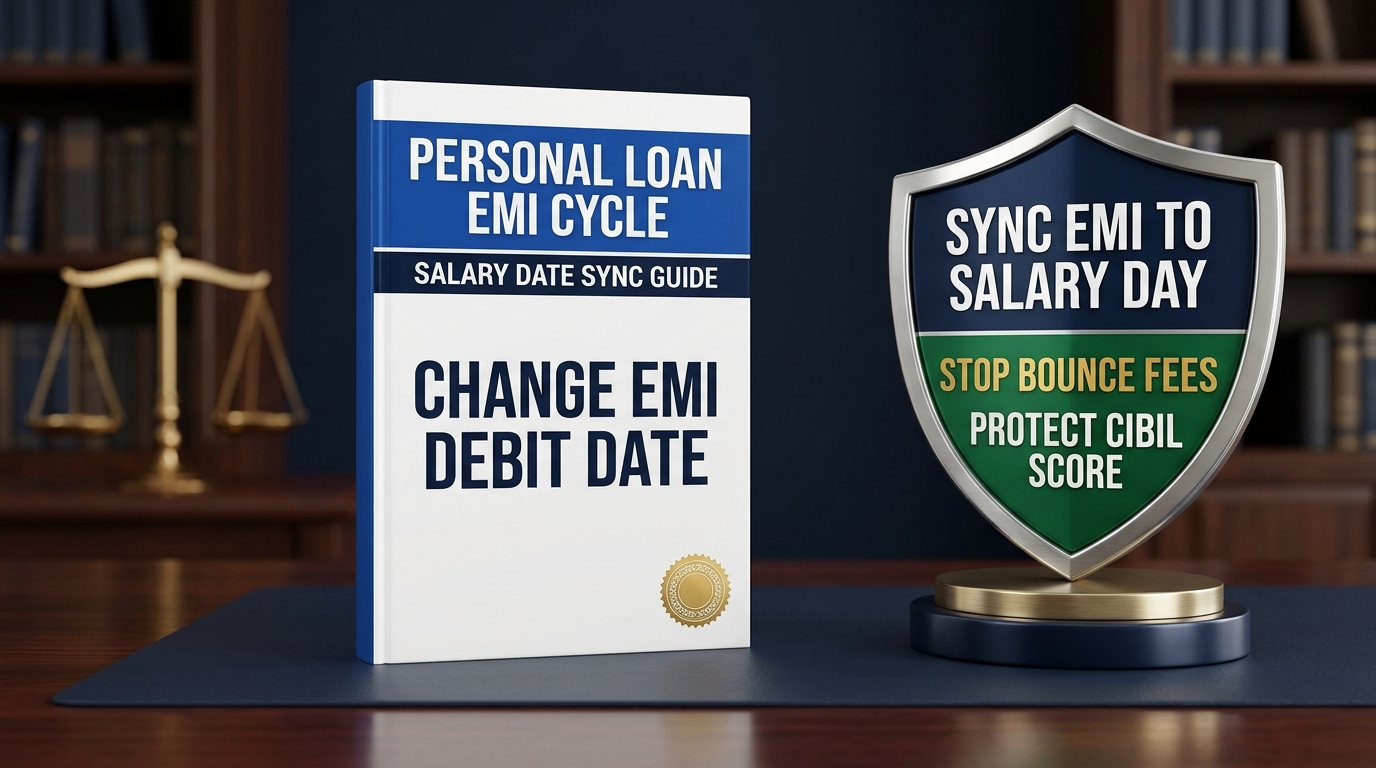 PERSONAL LOAN
EMI CYCLE
SALARY DATE SYNC GUIDE
CHANGE EMI
DEBIT DATE
SYNC EMI TO
SALARY DAY
STOP BOUNCE FEES
PROTECT CIBIL
SCORE